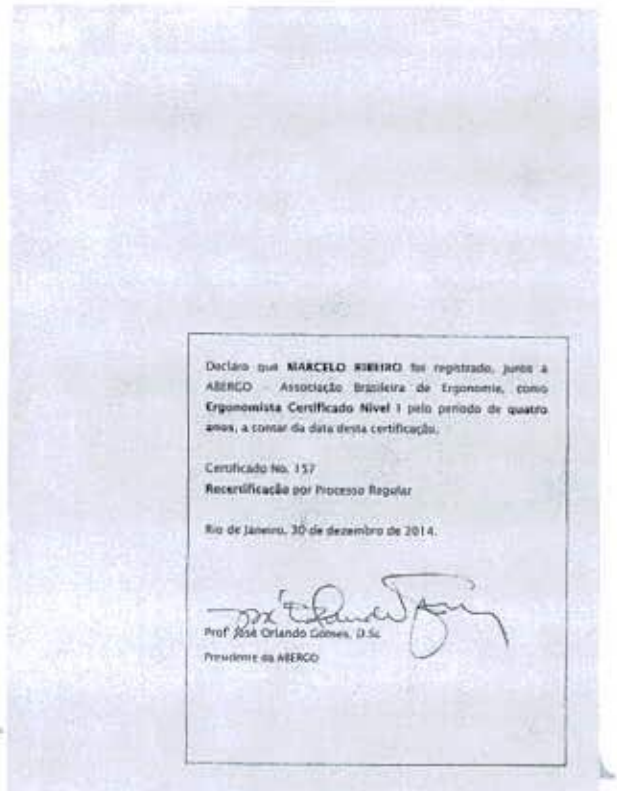 Declaro que MARCELO RIBEIRO foi registrado, junto a
ABERGO - Associação Brasileira de Ergonomia, como
Ergonomista Certificado Nível 1 pelo período de quatro
anos, a contar da data desta certificação.
Certificado No. 157
Recertificação por Processo Regular
Rio de Janeiro, 30 de dezembro de 2014.
Prof José Orlando Gomes, D.Sc
Presidente da ABERGO